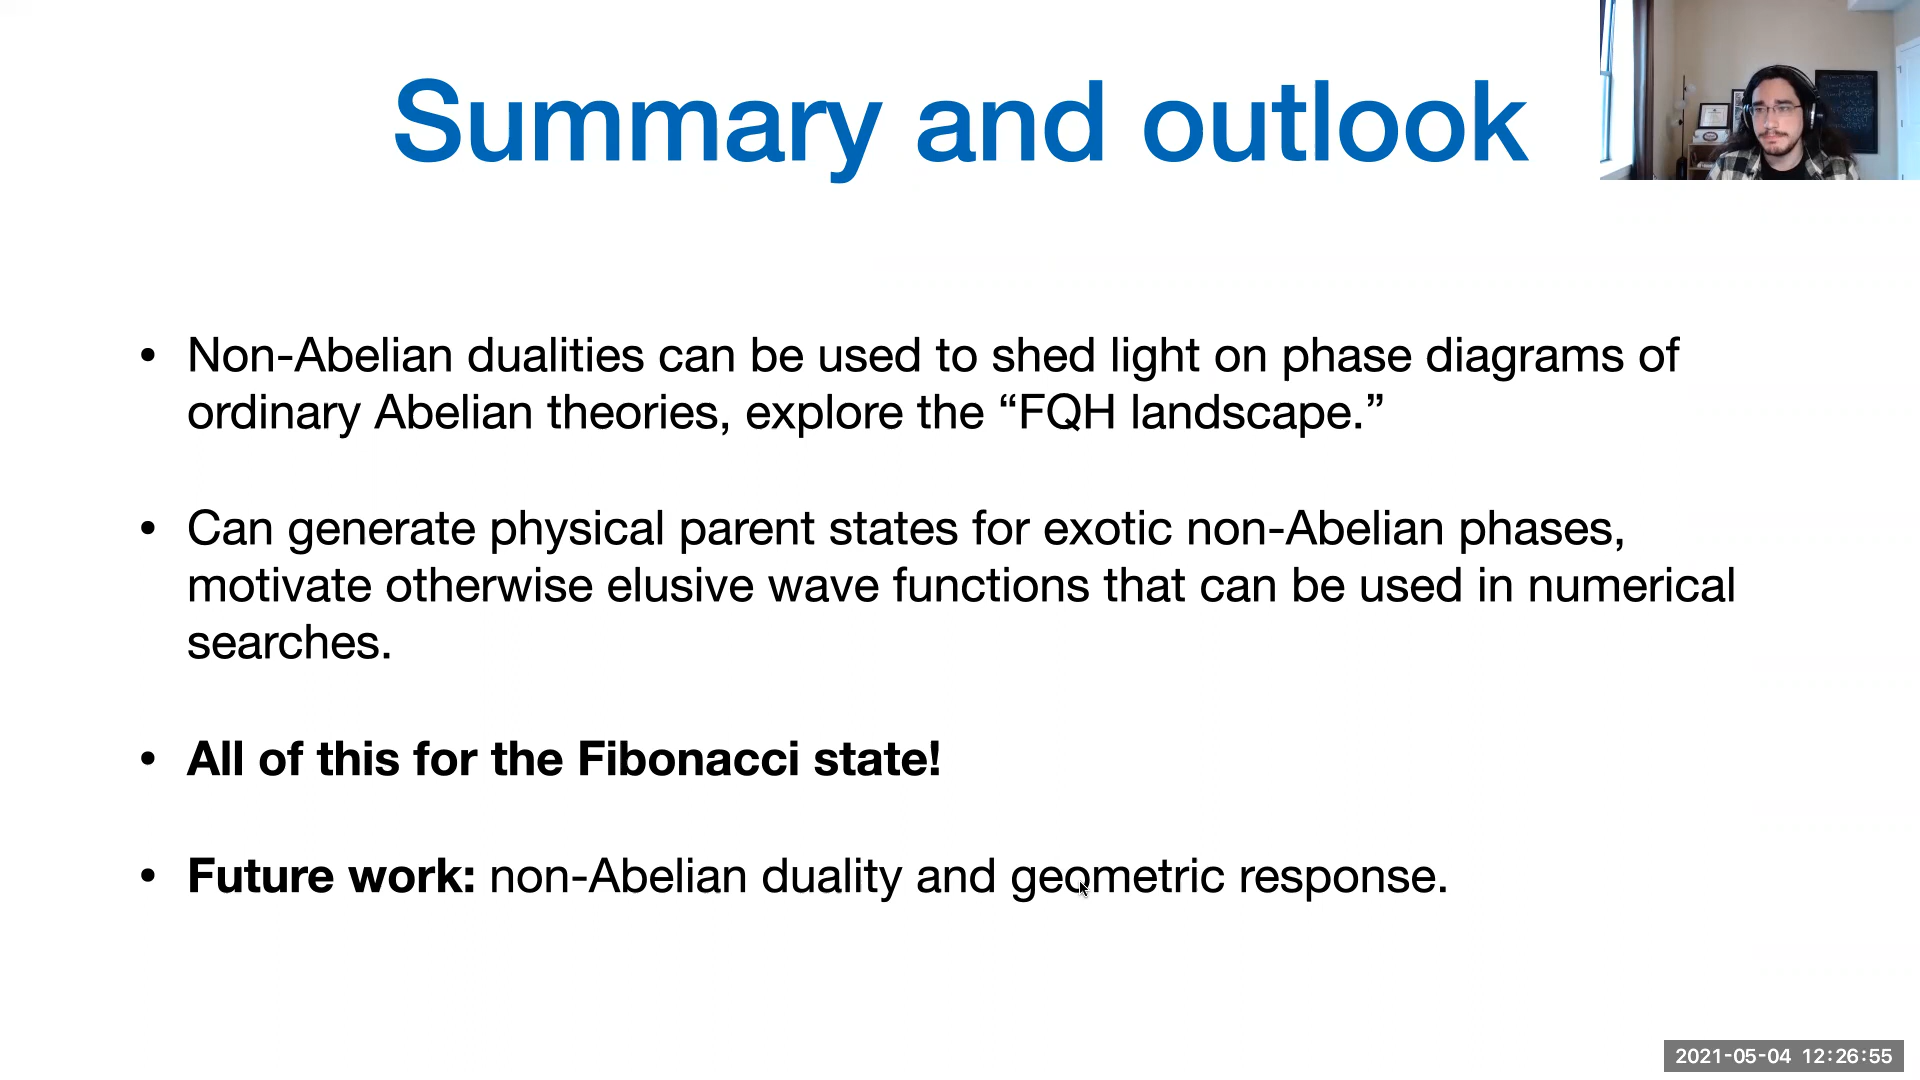 Summary and outlook
• Non-Abelian dualities can be used to shed light on phase diagrams of
ordinary Abelian theories, explore the “FQH landscape.”
• Can generate physical parent states for exotic non-Abelian phases,
motivate otherwise elusive wave functions that can be used in numerical
searches.
• All of this for the Fibonacci state!
• Future work: non-Abelian duality and geometric response.
2021-05-04 12:26:55